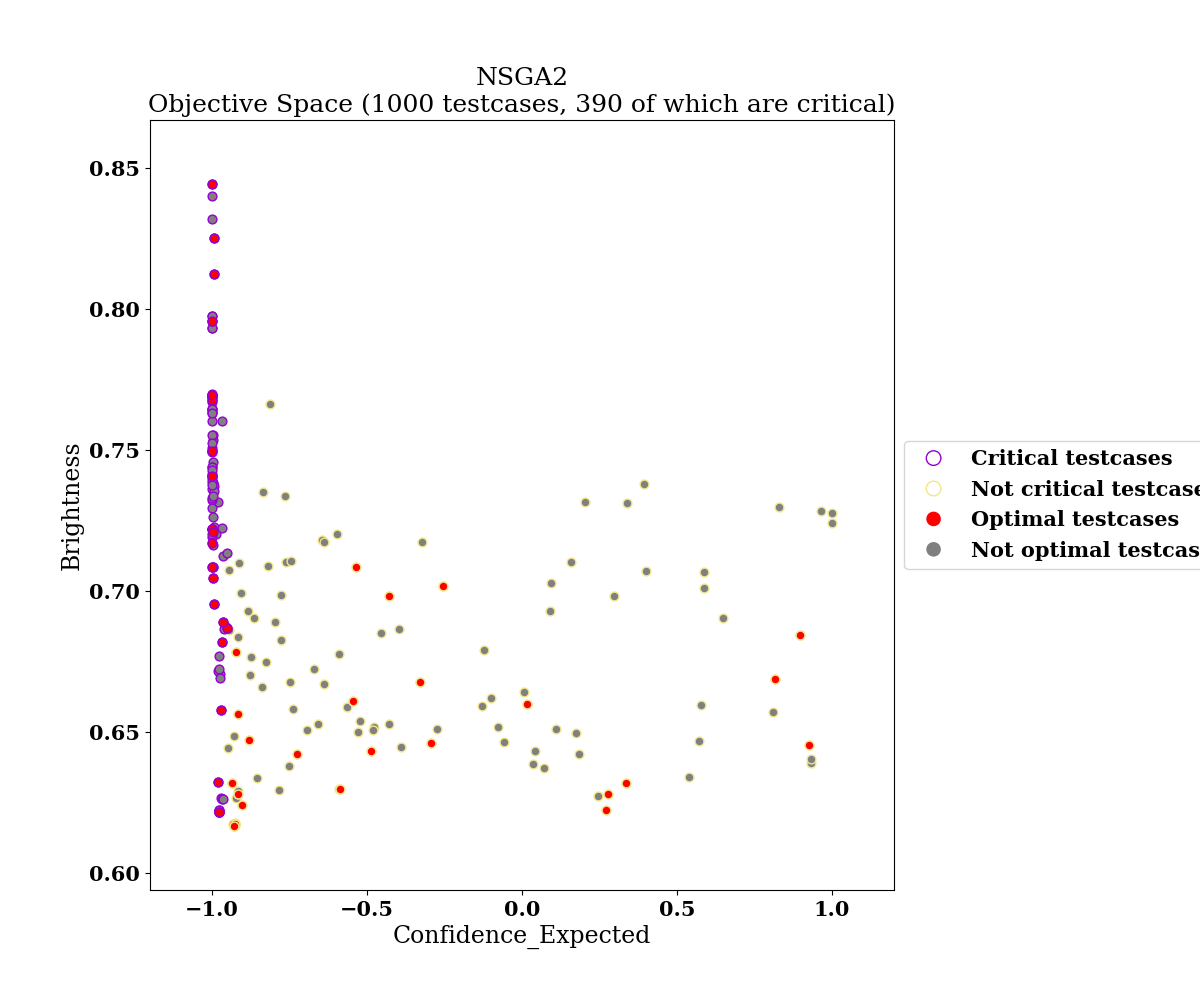 NSGA2
Objective Space (1000 testcases, 390 of which are critical)
0.85
0.80
0.75
0.70
0.65
0.60
Brightness
−1.0
−0.5
0.0
0.5
1.0
Confidence_Expected
Critical testcases
Not critical testcase
Optimal testcases
Not optimal testcas